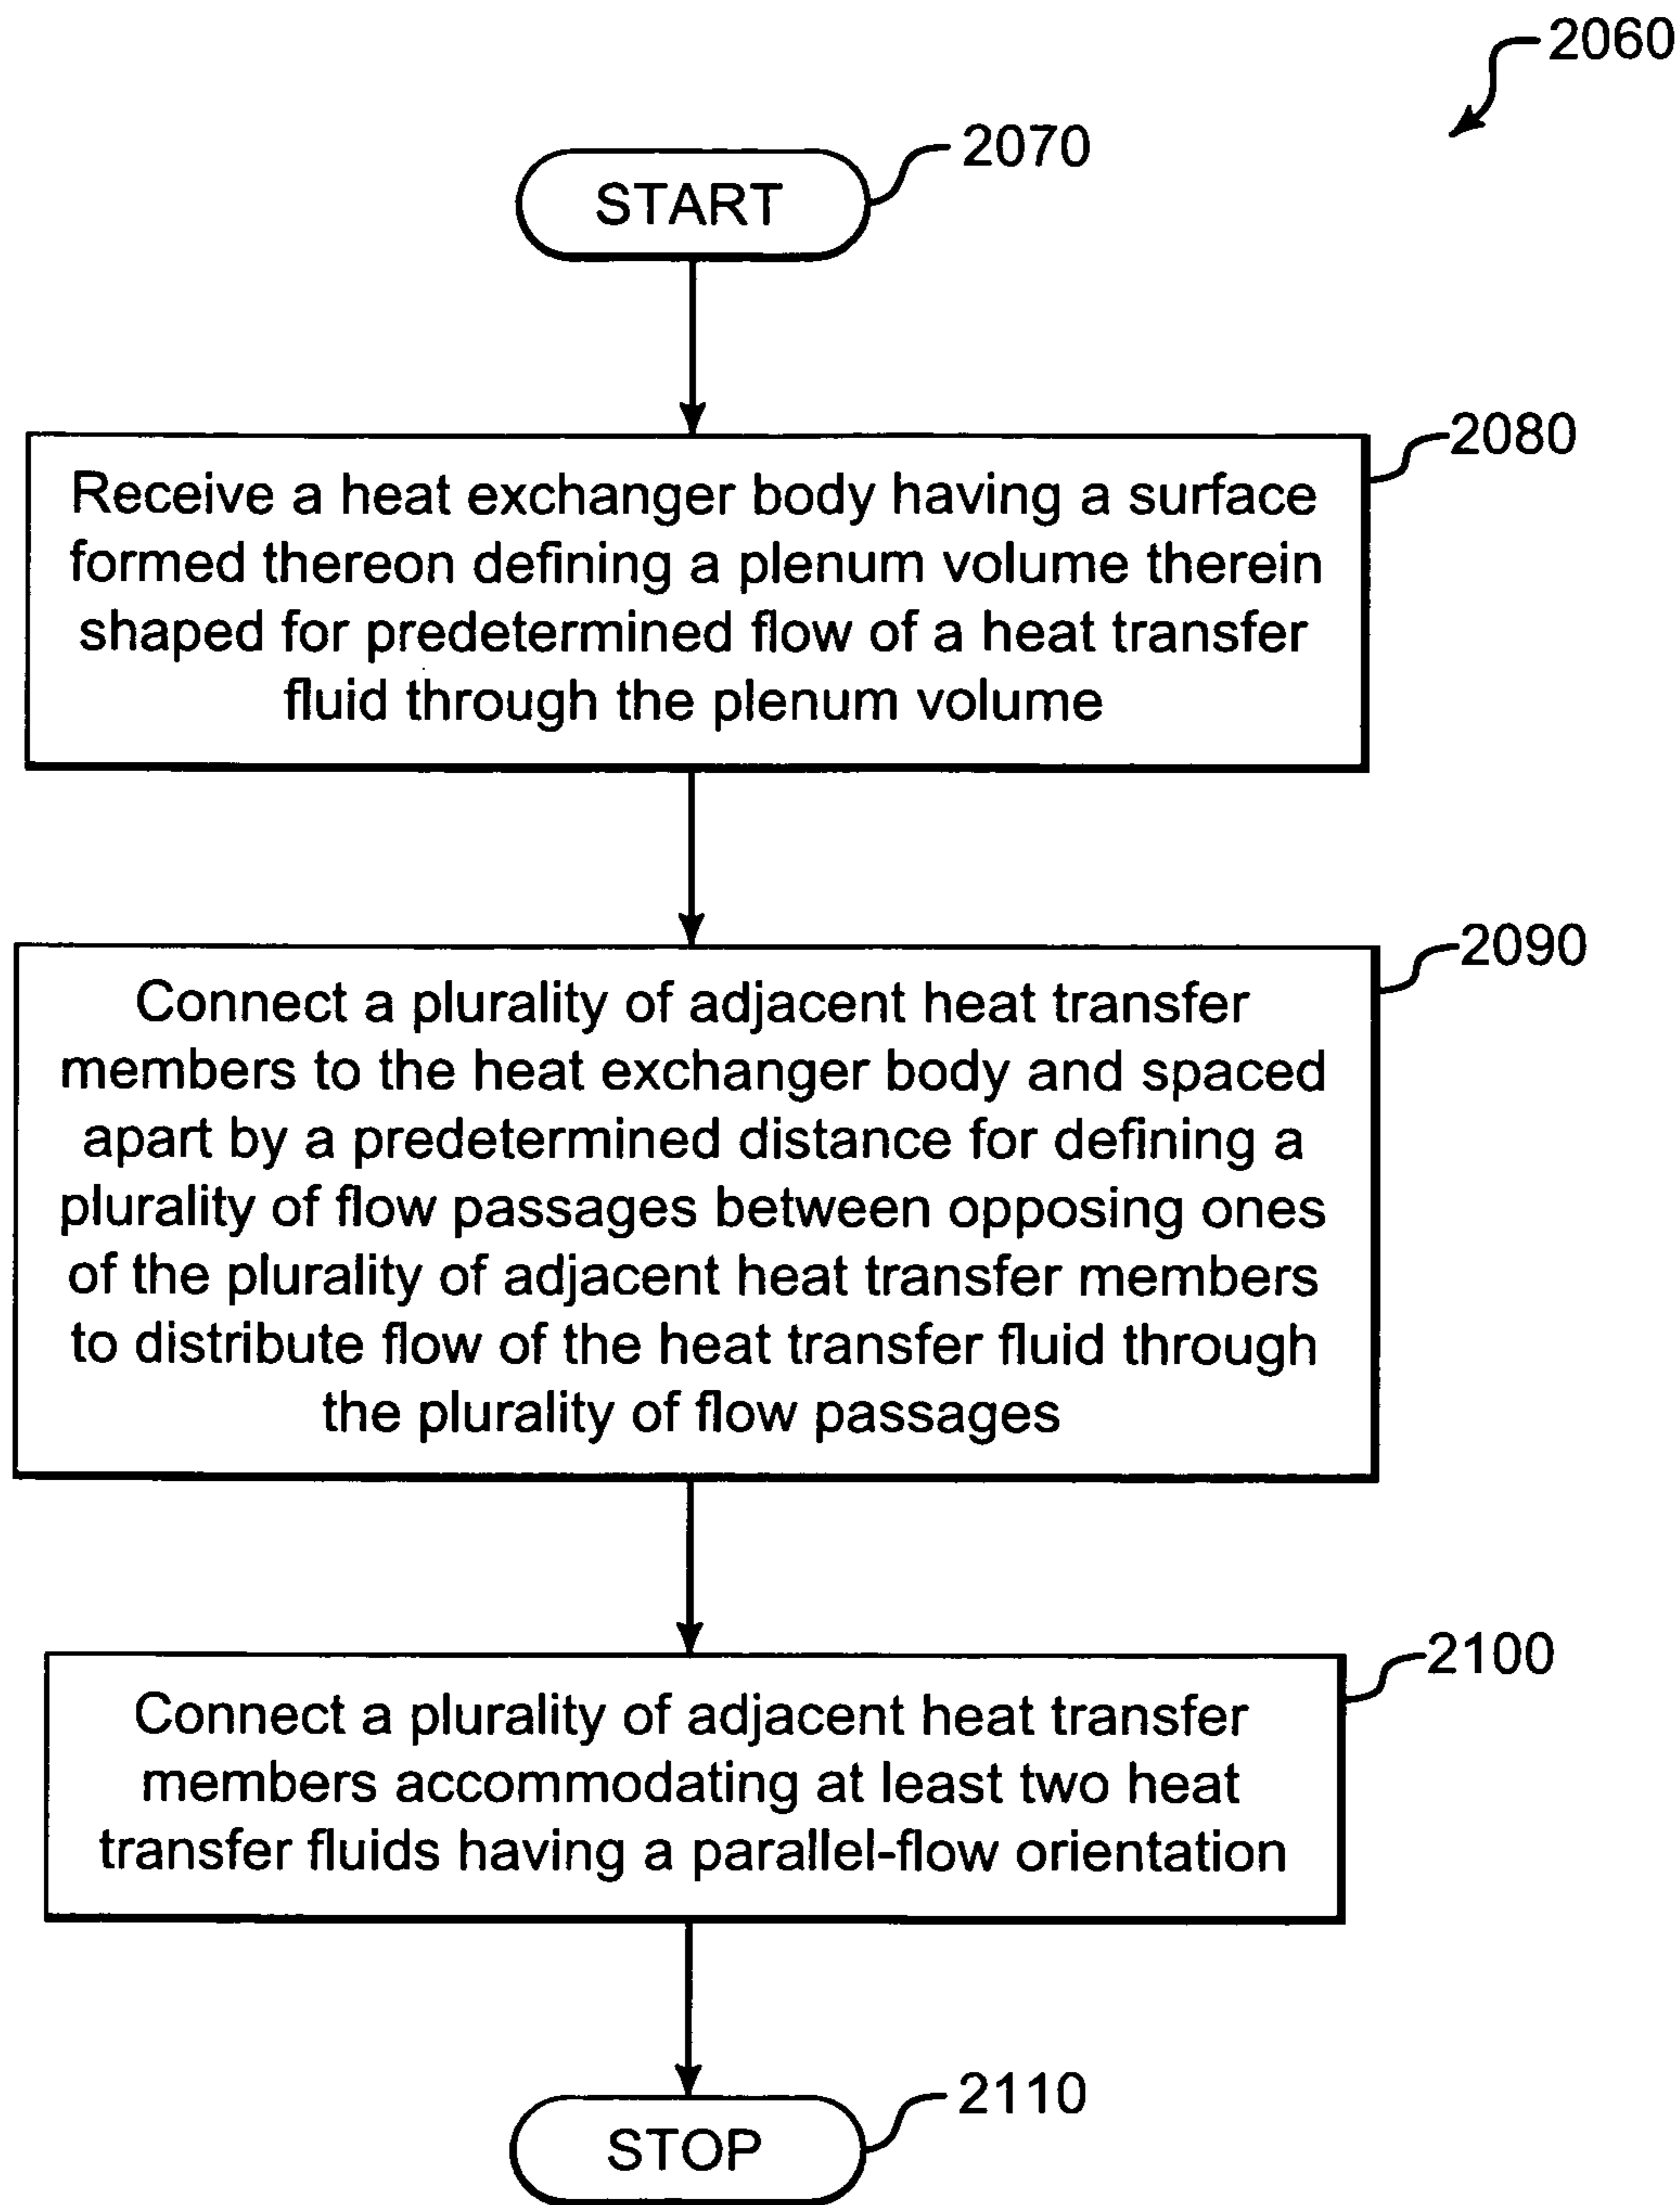 2060
START
2070
2080
Receive a heat exchanger body having a surface
formed thereon defining a plenum volume therein
shaped for predetermined flow of a heat transfer
fluid through the plenum volume
2090
Connect a plurality of adjacent heat transfer
members to the heat exchanger body and spaced
apart by a predetermined distance for defining a
plurality of flow passages between opposing ones
of the plurality of adjacent heat transfer members
to distribute flow of the heat transfer fluid through
the plurality of flow passages
2100
Connect a plurality of adjacent heat transfer
members accommodating at least two heat
transfer fluids having a parallel-flow orientation
2110
STOP